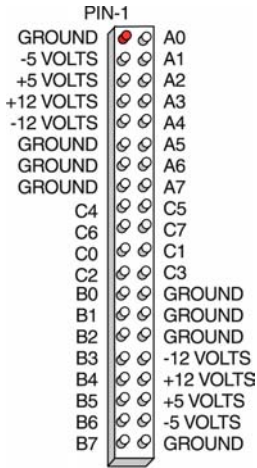 PIN-1
GROUND A0
-5 VOLTS A1
+5 VOLTS A2
+12 VOLTS A3
-12 VOLTS A4
GROUND A5
GROUND A6
GROUND A7
C4 C5
C6 C7
C0 C1
C2 C3
B0 GROUND
B1 GROUND
B2 GROUND
B3 -12 VOLTS
B4 +12 VOLTS
B5 +5 VOLTS
B6 -5 VOLTS
B7 GROUND